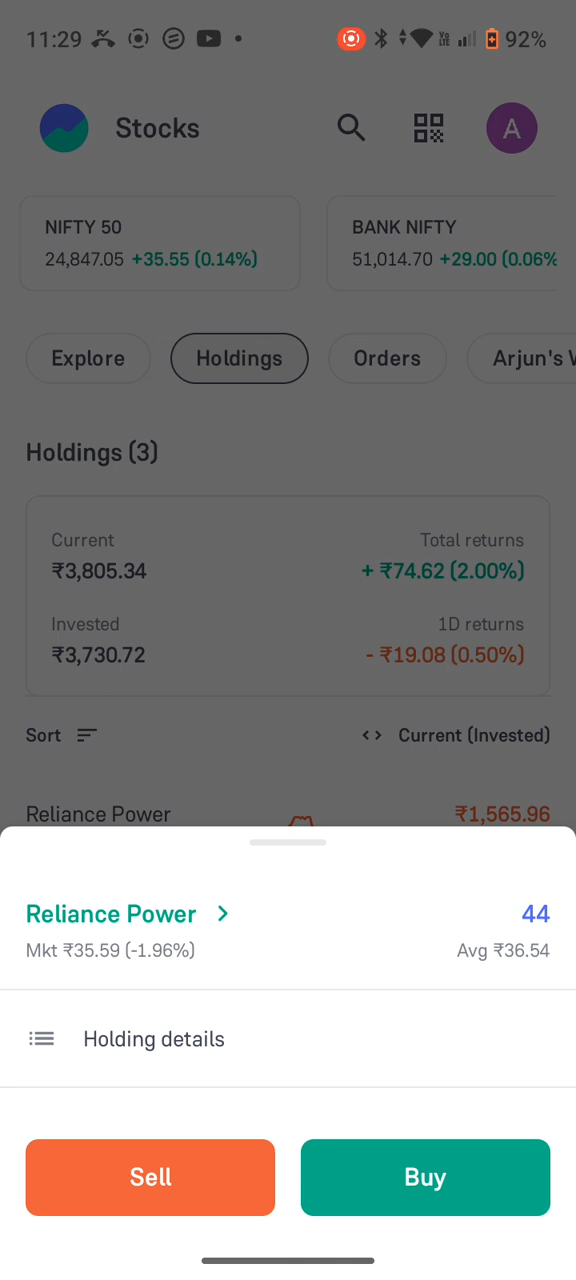 11:29 92%
Stocks A
NIFTY 50
24,847.05 +35.55 (0.14%)
BANK NIFTY
51,014.70 +29.00 (0.06%
Explore Holdings Orders Arjun's
Holdings (3)
Current Total returns
₹3,805.34 + ₹74.62 (2.00%)
Invested 1D returns
₹3,730.72 - ₹19.08 (0.50%)
Sort <> Current (Invested)
Reliance Power ₹1,565.96
Reliance Power > 44
Mkt ₹35.59 (-1.96%) Avg ₹36.54
Holding details
Sell Buy